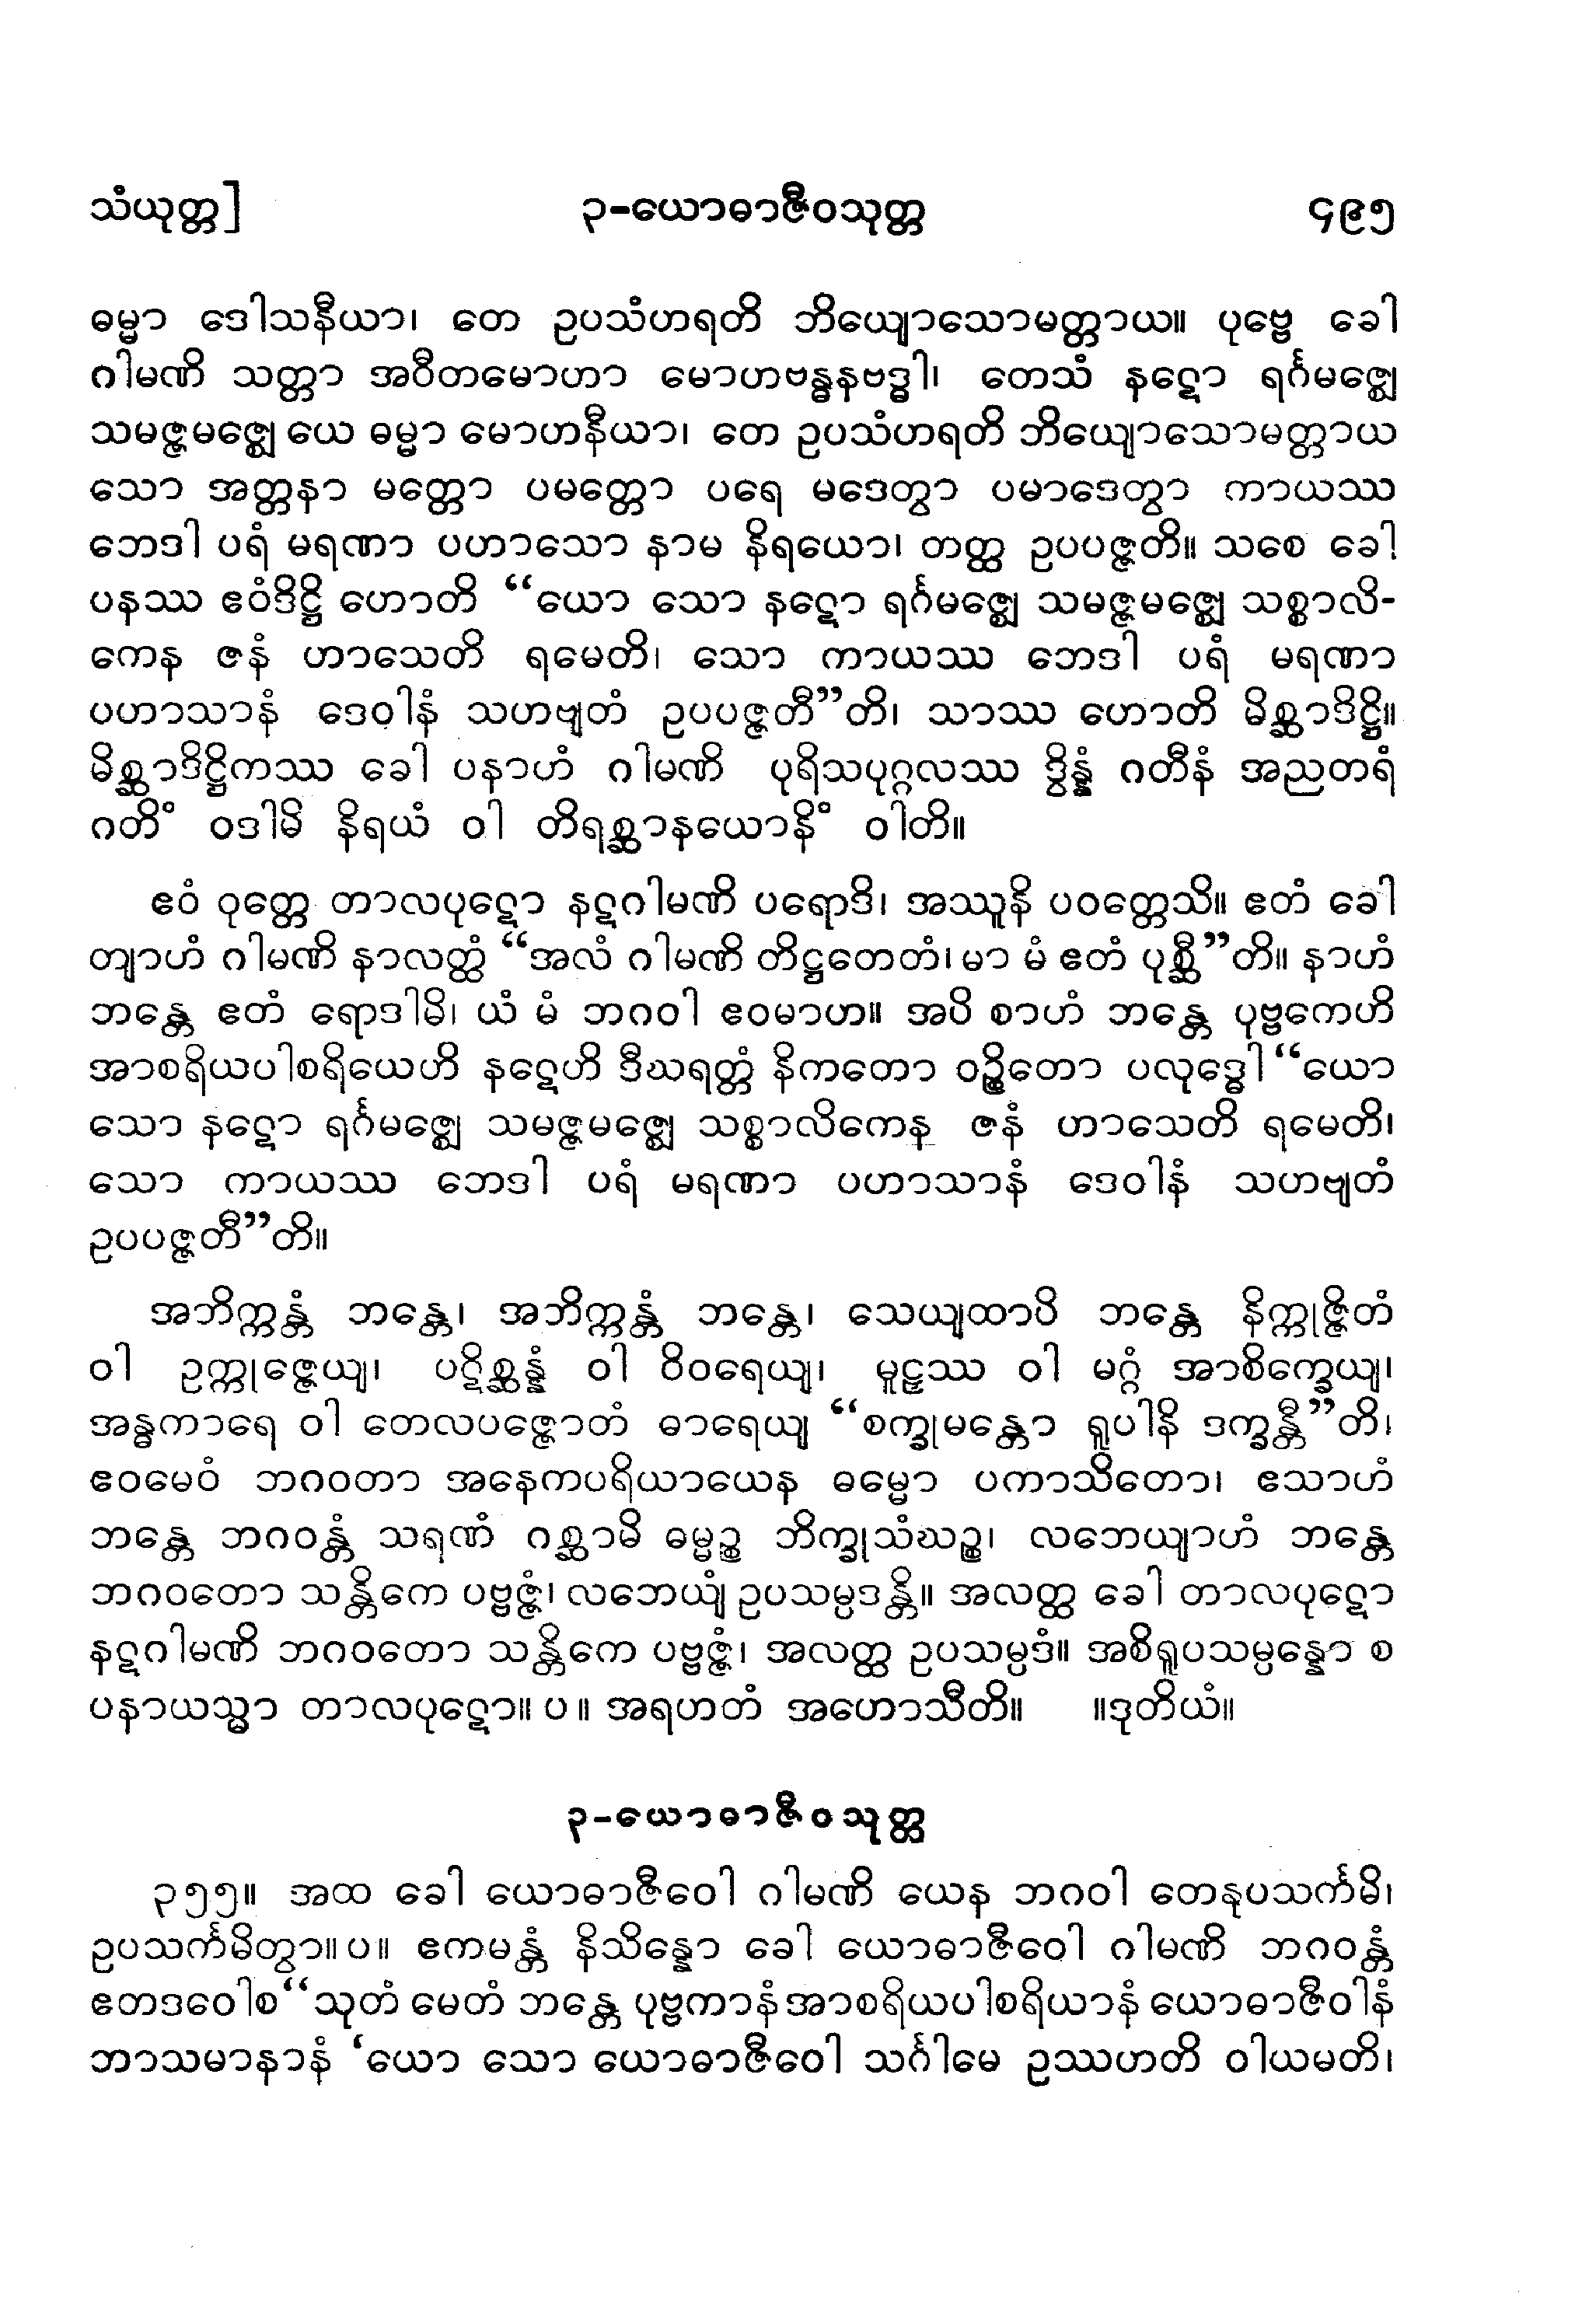 သံယုတ္တ] ၃-ယောဓာဇီဝသုတ္တ ၄၉၅
ဓမ္မာ ဒေါသနီယာ၊ တေ ဥပသံဟရတိ ဘိယျောသောမတ္တာယ။ ပုဗ္ဗေ ခေါ
ဂါမဏိ သတ္တာ အဝီတမောဟာ မောဟဗန္ဓနဗဒ္ဓါ၊ တေသံ နဋော ရင်္ဂမဇ္ဈေ
သမဇ္ဇမဇ္ဈေ ယေ ဓမ္မာ မောဟနီယာ၊ တေ ဥပသံဟရတိ ဘိယျောသောမတ္တာယ
သော အတ္တနာ မတ္တော ပမတ္တော ပရေ မဒေတွာ ပမာဒေတွာ ကာယဿ
ဘေဒါ ပရံ မရဏာ ပဟာသော နာမ နိရယော၊ တတ္ထ ဥပပဇ္ဇတိ။ သစေ ခေါ
ပနဿ ဧဝံဒိဋ္ဌိ ဟောတိ “ယော သော နဋော ရင်္ဂမဇ္ဈေ သမဇ္ဇမဇ္ဈေ သစ္စာလိ-
ကေန ဇနံ ဟာသေတိ ရမေတိ၊ သော ကာယဿ ဘေဒါ ပရံ မရဏာ
ပဟာသာနံ ဒေဝါနံ သဟဗျတံ ဥပပဇ္ဇတီ”တိ၊ သာဿ ဟောတိ မိစ္ဆာဒိဋ္ဌိ။
မိစ္ဆာဒိဋ္ဌိကဿ ခေါ ပနာဟံ ဂါမဏိ ပုရိသပုဂ္ဂလဿ ဒွိန္နံ ဂတီနံ အညတရံ
ဂတိံ ဝဒါမိ နိရယံ ဝါ တိရစ္ဆာနယောနိံ ဝါတိ။
ဧဝံ ဝုတ္တေ တာလပုဋော နဋဂါမဏိ ပရောဒိ၊ အဿူနိ ပဝတ္တေသိ။ ဧတံ ခေါ
တျာဟံ ဂါမဏိ နာလတ္ထံ “အလံ ဂါမဏိ တိဋ္ဌတေတံ၊ မာ မံ ဧတံ ပုစ္ဆီ”တိ။ နာဟံ
ဘန္တေ ဧတံ ရောဒါမိ၊ ယံ မံ ဘဂဝါ ဧဝမာဟ။ အပိ စာဟံ ဘန္တေ ပုဗ္ဗကေဟိ
အာစရိယပါစရိယေဟိ နဋေဟိ ဒီဃရတ္တံ နိကတော ဝဉ္စိတော ပလုဒ္ဓေါ “ယော
သော နဋော ရင်္ဂမဇ္ဈေ သမဇ္ဇမဇ္ဈေ သစ္စာလိကေန ဇနံ ဟာသေတိ ရမေတိ၊
သော ကာယဿ ဘေဒါ ပရံ မရဏာ ပဟာသာနံ ဒေဝါနံ သဟဗျတံ
ဥပပဇ္ဇတီ”တိ။
အဘိက္ကန္တံ ဘန္တေ၊ အဘိက္ကန္တံ ဘန္တေ၊ သေယျထာပိ ဘန္တေ နိက္ကုဇ္ဇိတံ
ဝါ ဥက္ကုဇ္ဇေယျ၊ ပဋိစ္ဆန္နံ ဝါ ဝိဝရေယျ၊ မူဠှဿ ဝါ မဂ္ဂံ အာစိက္ခေယျ၊
အန္ဓကာရေ ဝါ တေလပဇ္ဇောတံ ဓာရေယျ “စက္ခုမန္တော ရူပါနိ ဒက္ခန္တီ”တိ၊
ဧဝမေဝံ ဘဂဝတာ အနေကပရိယာယေန ဓမ္မော ပကာသိတော၊ ဧသာဟံ
ဘန္တေ ဘဂဝန္တံ သရဏံ ဂစ္ဆာမိ ဓမ္မဉ္စ ဘိက္ခုသံဃဉ္စ၊ လဘေယျာဟံ ဘန္တေ
ဘဂဝတော သန္တိကေ ပဗ္ဗဇ္ဇံ၊ လဘေယျံ ဥပသမ္ပဒန္တိ။ အလတ္ထ ခေါ တာလပုဋော
နဋဂါမဏိ ဘဂဝတော သန္တိကေ ပဗ္ဗဇ္ဇံ၊ အလတ္ထ ဥပသမ္ပဒံ။ အစိရူပသမ္ပန္နော စ
ပနာယသ္မာ တာလပုဋော။ ပ ။ အရဟတံ အဟောသီတိ။ ။ဒုတိယံ။
၃-ယောဓာဇီဝသုတ္တ
၃၅၅။ အထ ခေါ ယောဓာဇီဝေါ ဂါမဏိ ယေန ဘဂဝါ တေနုပသင်္ကမိ၊
ဥပသင်္ကမိတွာ။ ပ။ ဧကမန္တံ နိသိန္နော ခေါ ယောဓာဇီဝေါ ဂါမဏိ ဘဂဝန္တံ
ဧတဒဝေါစ “သုတံ မေတံ ဘန္တေ ပုဗ္ဗကာနံ အာစရိယပါစရိယာနံ ယောဓာဇီဝါနံ
ဘာသမာနာနံ ‘ယော သော ယောဓာဇီဝေါ သင်္ဂါမေ ဥဿဟတိ ဝါယမတိ၊